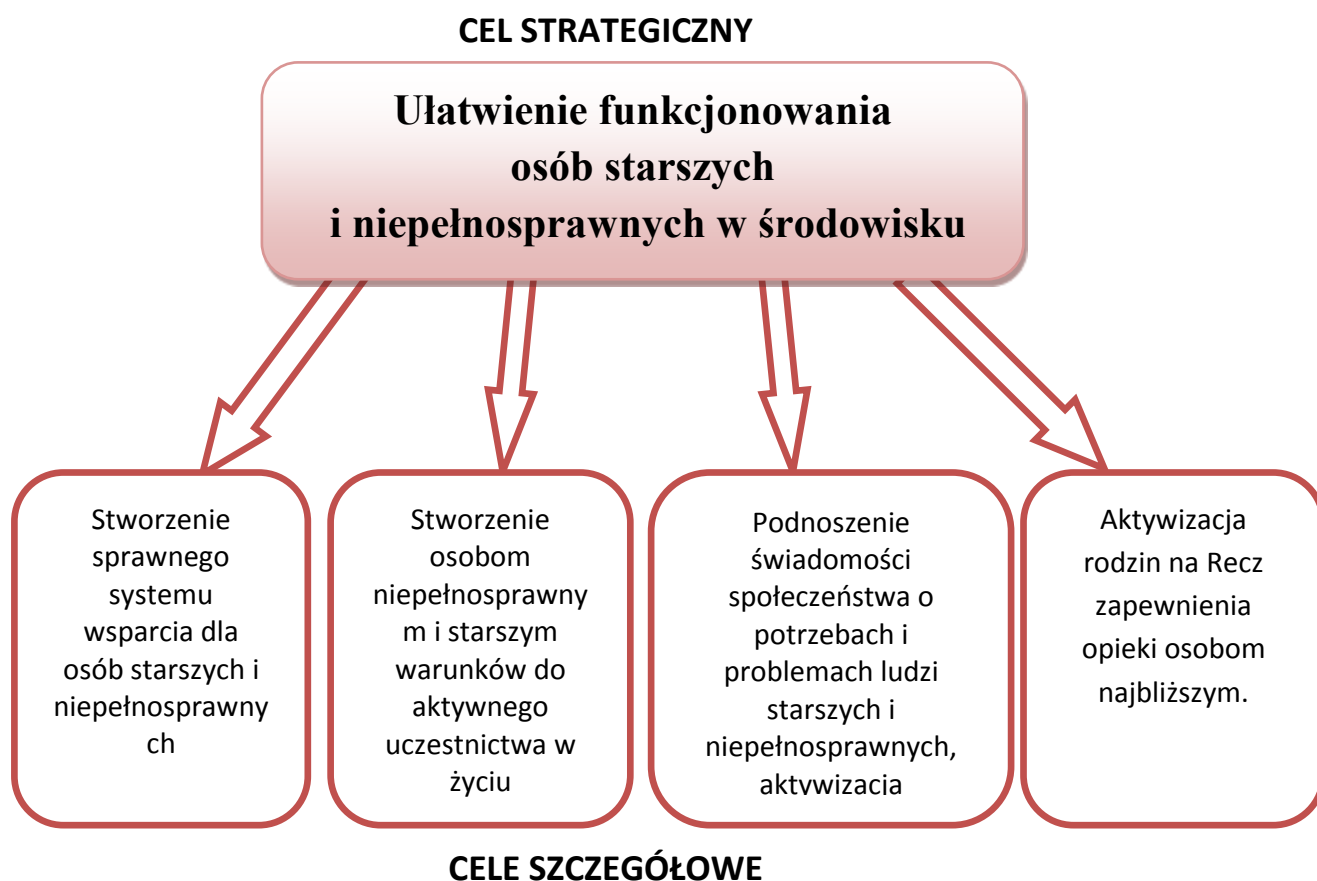 CEL STRATEGICZNY
Ułatwienie funkcjonowania
osób starszych
i niepełnosprawnych w środowisku
Stworzenie
sprawnego
systemu
wsparcia dla
osób starszych i
niepełnosprawny
ch
Stworzenie
osobom
niepełnosprawny
m i starszym
warunków do
aktywnego
uczestnictwa w
życiu
Podnoszenie
świadomości
społeczeństwa o
potrzebach i
problemach ludzi
starszych i
niepełnosprawnych,
aktywizacja
Aktywizacja
rodzin na Recz
zapewnienia
opieki osobom
najbliższym.
CELE SZCZEGÓŁOWE